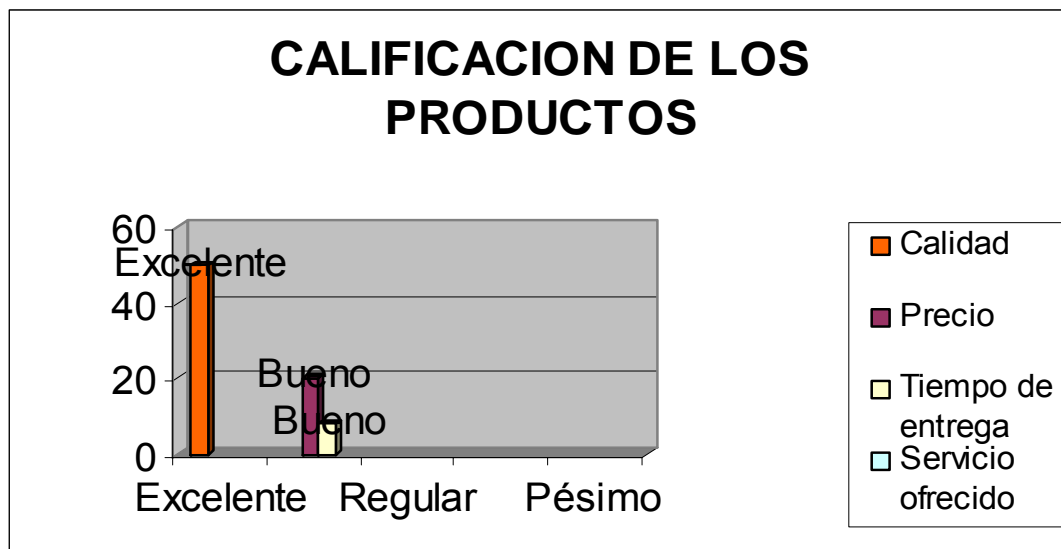 CALIFICACION DE LOS
PRODUCTOS
60
Excelente
40
Bueno
20
Bueno
0
Excelente
Regular
Pésimo
Calidad
Precio
Tiempo de
entrega
Servicio
ofrecido